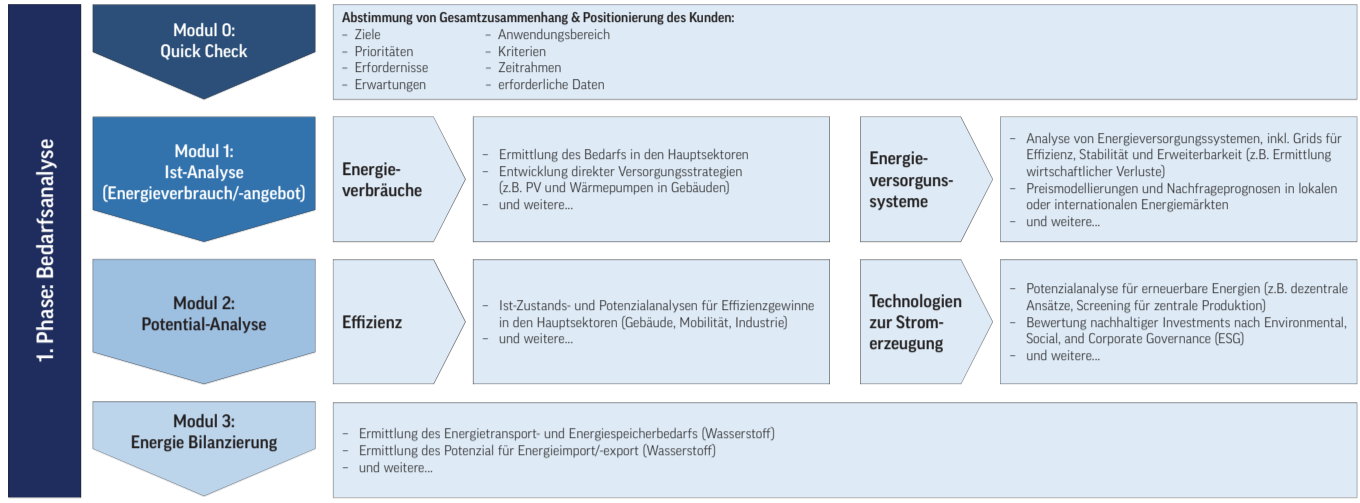 1. Phase: Bedarfsanalyse
Modul 0:
Quick Check
Abstimmung von Gesamtzusammenhang & Positionierung des Kunden:
– Ziele
– Prioritäten
– Erfordernisse
– Erwartungen
– Anwendungsbereich
– Kriterien
– Zeitrahmen
– erforderliche Daten
Modul 1:
Ist-Analyse
(Energieverbrauch/-angebot)
Energie-
verbräuche
– Ermittlung des Bedarfs in den Hauptsektoren
– Entwicklung direkter Versorgungsstrategien
(z.B. PV und Wärmepumpen in Gebäuden)
– und weitere...
Energie-
versorguns-
systeme
– Analyse von Energieversorgungssystemen, inkl. Grids für
Effizienz, Stabilität und Erweiterbarkeit (z.B. Ermittlung
wirtschaftlicher Verluste)
– Preismodellierungen und Nachfrageprognosen in lokalen
oder internationalen Energiemärkten
– und weitere...
Modul 2:
Potential-Analyse
Effizienz
– Ist-Zustands- und Potenzialanalysen für Effizienzgewinne
in den Hauptsektoren (Gebäude, Mobilität, Industrie)
– und weitere...
Technologien
zur Strom-
erzeugung
– Potenzialanalyse für erneuerbare Energien (z.B. dezentrale
Ansätze, Screening für zentrale Produktion)
– Bewertung nachhaltiger Investments nach Environmental,
Social, and Corporate Governance (ESG)
– und weitere...
Modul 3:
Energie Bilanzierung
– Ermittlung des Energietransport- und Energiespeicherbedarfs (Wasserstoff)
– Ermittlung des Potenzial für Energieimport/-export (Wasserstoff)
– und weitere...